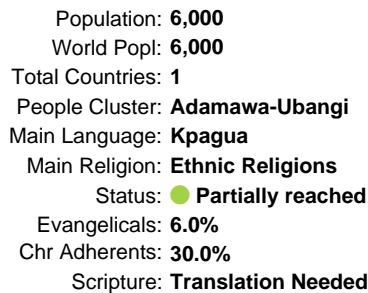 Population: 6,000
World Popl: 6,000
Total Countries: 1
People Cluster: Adamawa-Ubangi
Main Language: Kpagua
Main Religion: Ethnic Religions
Status: Partially reached
Evangelicals: 6.0%
Chr Adherents: 30.0%
Scripture: Translation Needed